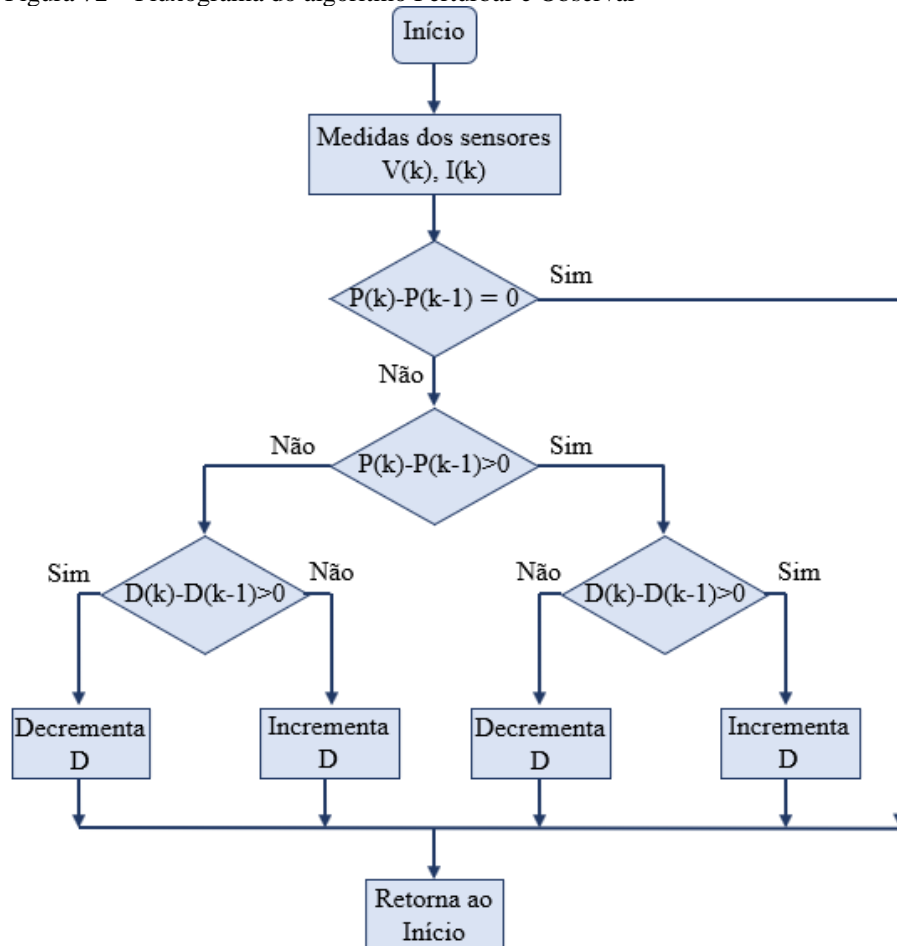 Início
Medidas dos sensores
V(k), I(k)
P(k)-P(k-1) = 0
Sim
Não
P(k)-P(k-1)>0
Não
Sim
D(k)-D(k-1)>0
Sim
Não
D(k)-D(k-1)>0
Não
Sim
Decrementa
D
Incrementa
D
Decrementa
D
Incrementa
D
Retorna ao
Início